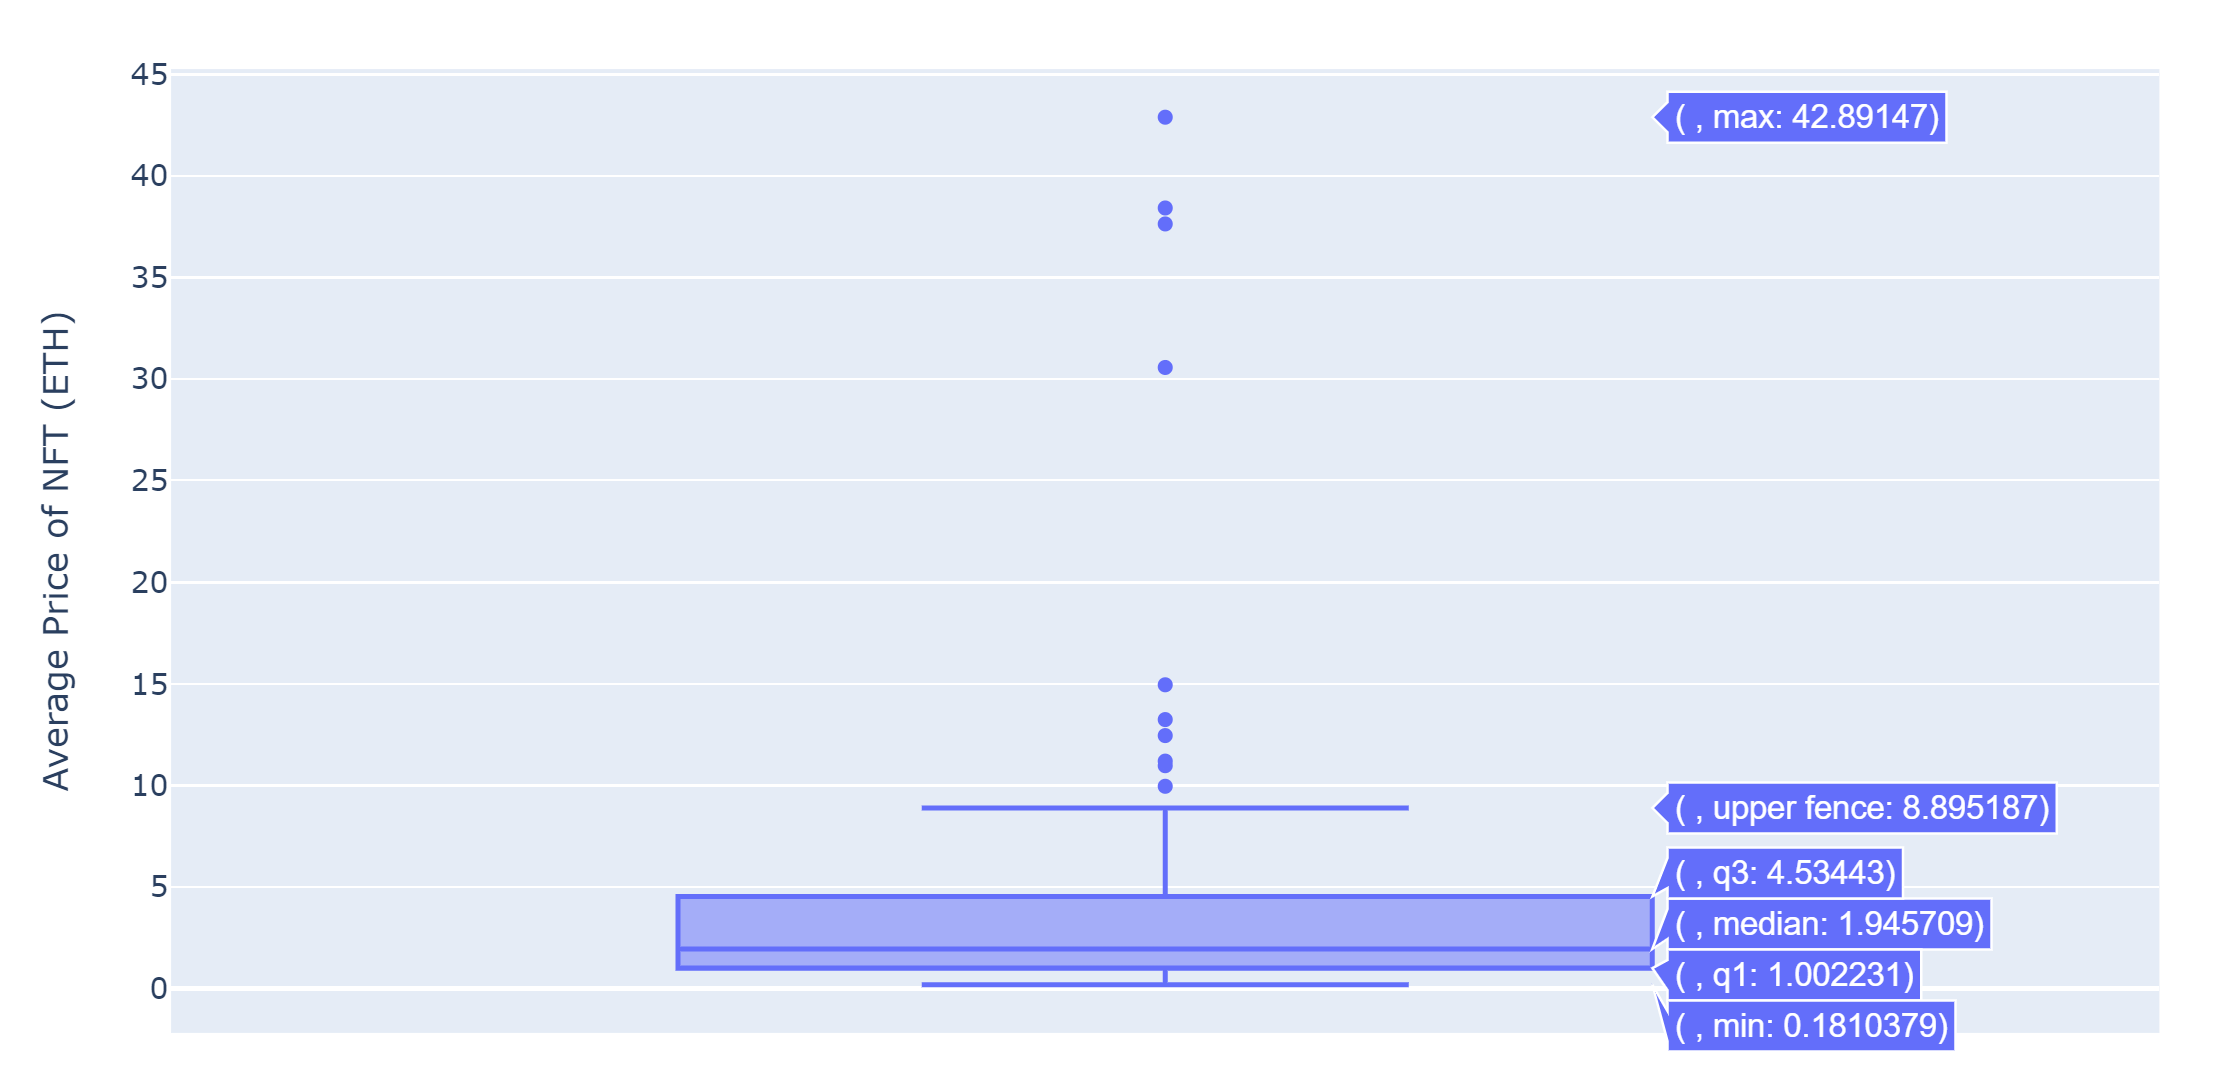 Average Price of NFT (ETH)
45
40
35
30
25
20
15
10
5
0
( , max: 42.89147)
( , upper fence: 8.895187)
( , q3: 4.53443)
( , median: 1.945709)
( , q1: 1.002231)
( , min: 0.1810379)